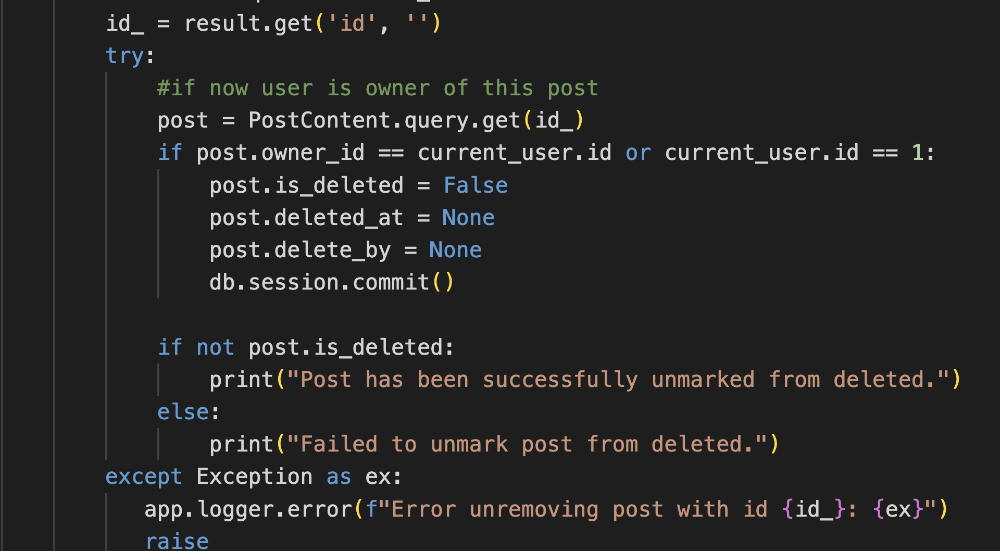 id_ = result.get('id', '')
try:
#if now user is owner of this post
post = PostContent.query.get(id_)
if post.owner_id == current_user.id or current_user.id == 1:
post.is_deleted = False
post.deleted_at = None
post.delete_by = None
db.session.commit()
if not post.is_deleted:
print("Post has been successfully unmarked from deleted.")
else:
print("Failed to unmark post from deleted.")
except Exception as ex:
app.logger.error(f"Error unremoving post with id {id_}: {ex}")
raise